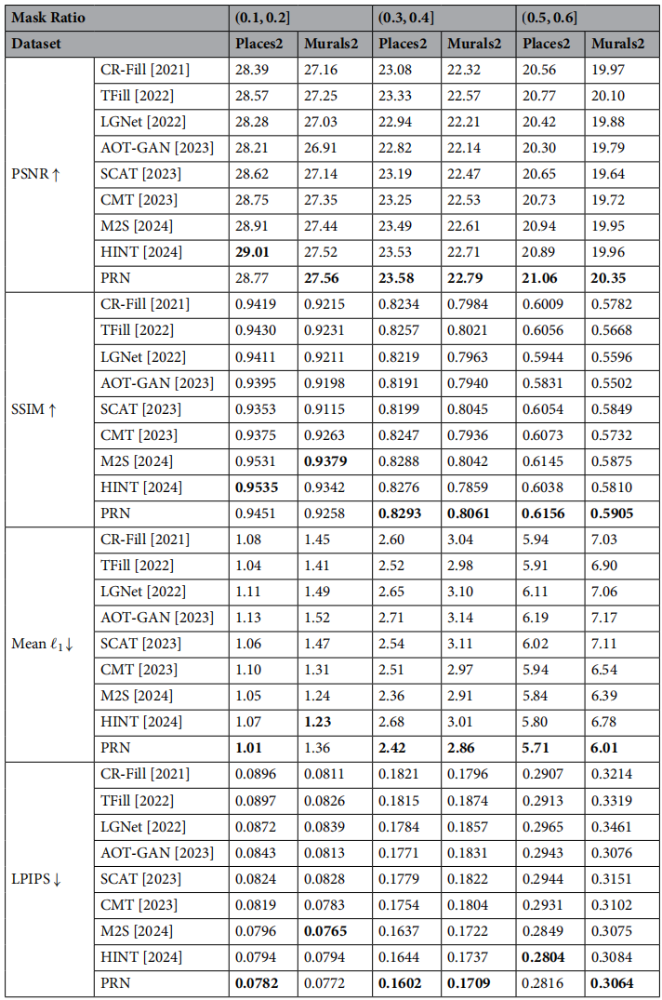 Mask Ratio (0.1, 0.2] (0.3, 0.4] (0.5, 0.6]
Dataset Places2 Murals2 Places2 Murals2 Places2 Murals2
PSNR ↑
CR-Fill [2021] 28.39 27.16 23.08 22.32 20.56 19.97
TFill [2022] 28.57 27.25 23.33 22.57 20.77 20.10
LGNet [2022] 28.28 27.03 22.94 22.21 20.42 19.88
AOT-GAN [2023] 28.21 26.91 22.82 22.14 20.30 19.79
SCAT [2023] 28.62 27.14 23.19 22.47 20.65 19.64
CMT [2023] 28.75 27.35 23.25 22.53 20.73 19.72
M2S [2024] 28.91 27.44 23.49 22.61 20.94 19.95
HINT [2024] 29.01 27.52 23.53 22.71 20.89 19.96
PRN 28.77 27.56 23.58 22.79 21.06 20.35
SSIM ↑
CR-Fill [2021] 0.9419 0.9215 0.8234 0.7984 0.6009 0.5782
TFill [2022] 0.9430 0.9231 0.8257 0.8021 0.6056 0.5668
LGNet [2022] 0.9411 0.9211 0.8219 0.7963 0.5944 0.5596
AOT-GAN [2023] 0.9395 0.9198 0.8191 0.7940 0.5831 0.5502
SCAT [2023] 0.9353 0.9115 0.8199 0.8045 0.6054 0.5849
CMT [2023] 0.9375 0.9263 0.8247 0.7936 0.6073 0.5732
M2S [2024] 0.9531 0.9379 0.8288 0.8042 0.6145 0.5875
HINT [2024] 0.9535 0.9342 0.8276 0.7859 0.6038 0.5810
PRN 0.9451 0.9258 0.8293 0.8061 0.6156 0.5905
Mean ℓ1↓
CR-Fill [2021] 1.08 1.45 2.60 3.04 5.94 7.03
TFill [2022] 1.04 1.41 2.52 2.98 5.91 6.90
LGNet [2022] 1.11 1.49 2.65 3.10 6.11 7.06
AOT-GAN [2023] 1.13 1.52 2.71 3.14 6.19 7.17
SCAT [2023] 1.06 1.47 2.54 3.11 6.02 7.11
CMT [2023] 1.10 1.31 2.51 2.97 5.94 6.54
M2S [2024] 1.05 1.24 2.36 2.91 5.84 6.39
HINT [2024] 1.07 1.23 2.68 3.01 5.80 6.78
PRN 1.01 1.36 2.42 2.86 5.71 6.01
LPIPS ↓
CR-Fill [2021] 0.0896 0.0811 0.1821 0.1796 0.2907 0.3214
TFill [2022] 0.0897 0.0826 0.1815 0.1874 0.2913 0.3319
LGNet [2022] 0.0872 0.0839 0.1784 0.1857 0.2965 0.3461
AOT-GAN [2023] 0.0843 0.0813 0.1771 0.1831 0.2943 0.3076
SCAT [2023] 0.0824 0.0828 0.1779 0.1822 0.2944 0.3151
CMT [2023] 0.0819 0.0783 0.1754 0.1804 0.2931 0.3102
M2S [2024] 0.0796 0.0765 0.1637 0.1722 0.2849 0.3075
HINT [2024] 0.0794 0.0794 0.1644 0.1737 0.2804 0.3084
PRN 0.0782 0.0772 0.1602 0.1709 0.2816 0.3064